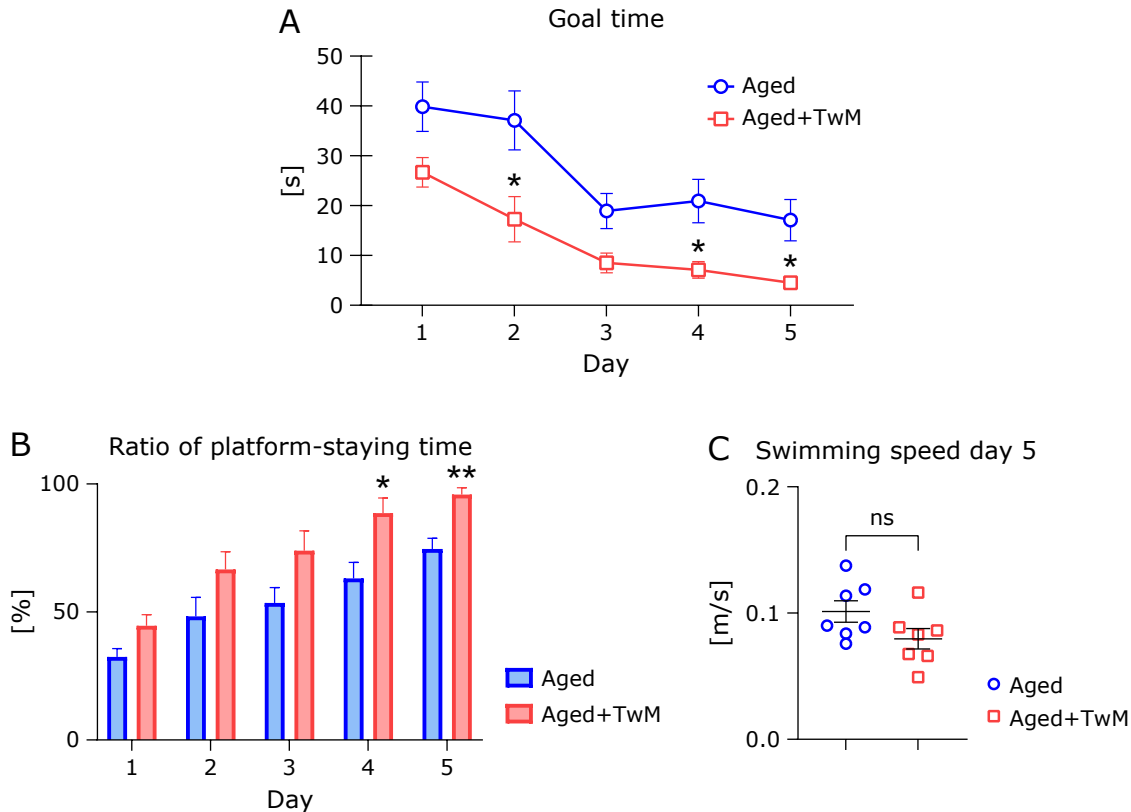 A Goal time
50
40
30
20
10
0
[s]
Aged
Aged+TwM
*
*
*
1 2 3 4 5
Day
B Ratio of platform-staying time
100
50
0
[%]
* **
1 2 3 4 5
Day
Aged
Aged+TwM
C Swimming speed day 5
0.2
0.1
0.0
[m/s]
ns
Aged
Aged+TwM